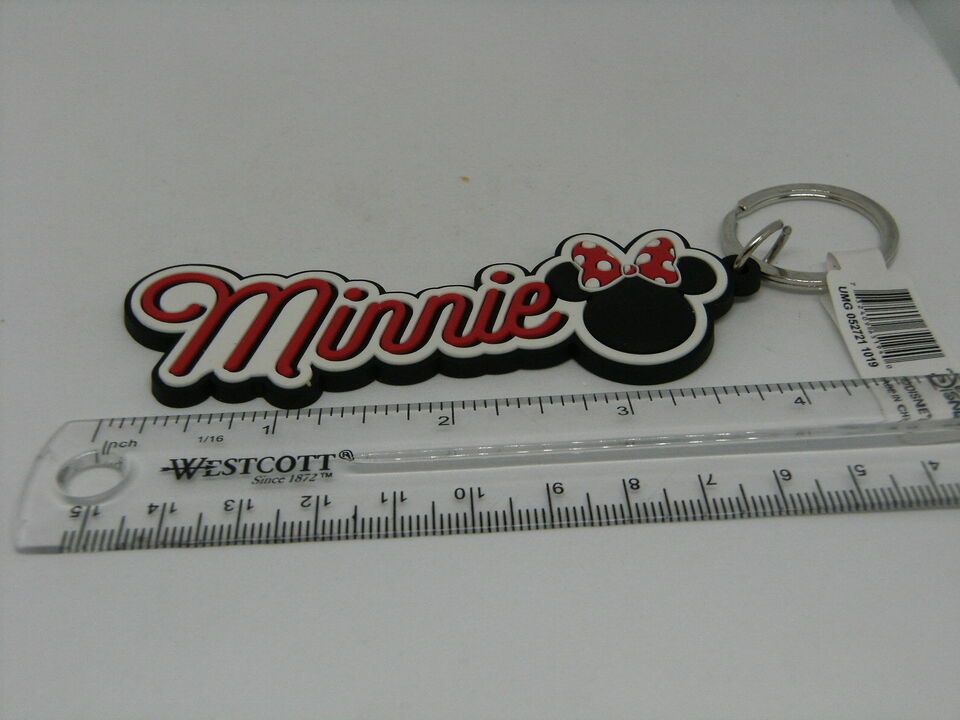 Minnie
UMG 052721 1019
1 2 3 4
Inch
1/16
WESTCOTT®
Since 1872™
15 14 13 12 11 10 9 8 7 6 5 4